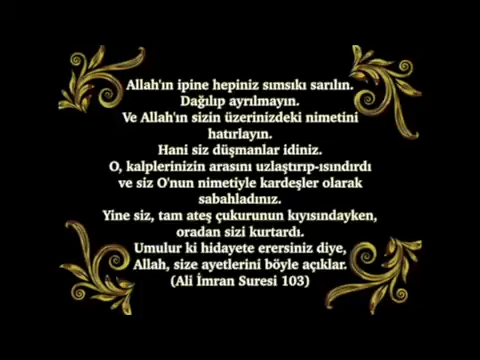 Allah'ın ipine hepiniz sımsıkı sarılın.
Dağılıp ayrılmayın.
Ve Allah'ın sizin üzerinizdeki nimetini
hatırlayın.
Hani siz düşmanlar idiniz.
O, kalplerinizin arasını uzlaştırıp-ısındırdı
ve siz O'nun nimetiyle kardeşler olarak
sabahladınız.
Yine siz, tam ateş çukurunun kıyısındayken,
oradan sizi kurtardı.
Umulur ki hidayete erersiniz diye,
Allah, size ayetlerini böyle açıklar.
(Ali İmran Suresi 103)